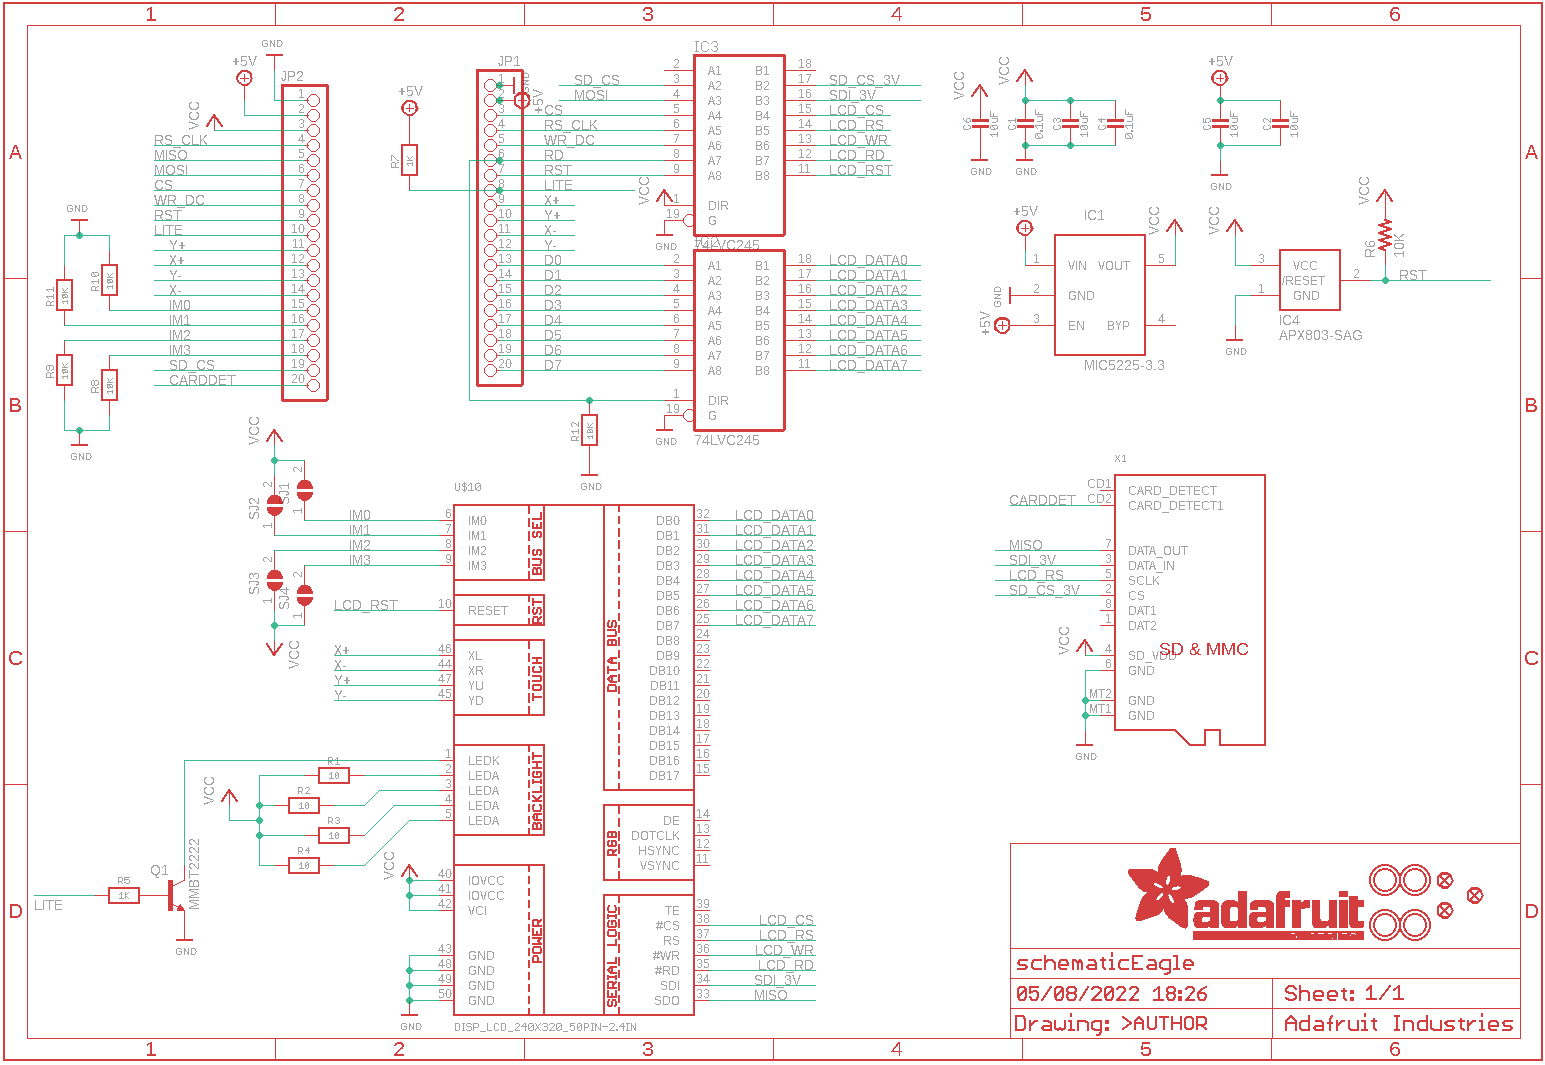 1 2 3 4 5 6
A
B
C
D
JP2
GND
+5V
VCC
1
2
3
RS_CLK 4
MISO 5
MOSI 6
CS 7
WR_DC 8
RST 9
LITE 10
Y+ 11
X+ 12
Y- 13
X- 14
IM0 15
IM1 16
IM2 17
IM3 18
SD_CS 19
CARDDET 20
GND
R11 10K
R10 10K
R9 10K
R8 10K
GND
+5V
R7 1K
JP1
1 GND
2 +5V
3 CS
4 RS_CLK
5 WR_DC
6 RD
7 RST
8 LITE
9 X+
10 Y+
11 X-
12 Y-
13 D0
14 D1
15 D2
16 D3
17 D4
18 D5
19 D6
20 D7
SD_CS
MOSI
IC3
2 A1 B1 18
3 A2 B2 17 SD_CS_3V
4 A3 B3 16 SDI_3V
5 A4 B4 15 LCD_CS
6 A5 B5 14 LCD_RS
7 A6 B6 13 LCD_WR
8 A7 B7 12 LCD_RD
9 A8 B8 11 LCD_RST
VCC
1 DIR
19 G
GND
74LVC245
2 A1 B1 18 LCD_DATA0
3 A2 B2 17 LCD_DATA1
4 A3 B3 16 LCD_DATA2
5 A4 B4 15 LCD_DATA3
6 A5 B5 14 LCD_DATA4
7 A6 B6 13 LCD_DATA5
8 A7 B7 12 LCD_DATA6
9 A8 B8 11 LCD_DATA7
1 DIR
19 G
GND
74LVC245
R12 10K
GND
VCC
C6 10uF
GND
VCC
C1 0.1uF
C3 10uF
C4 0.1uF
GND
+5V
C5 10uF
C2 10uF
GND
+5V
IC1
VCC
1 VIN VOUT 5
GND 2 GND
+5V 3 EN BYP 4
MIC5225-3.3
VCC
3 VCC
/RESET 2
1 GND
GND
IC4
APX803-SAG
VCC
R6 10K
RST
VCC
SJ2 2 1
SJ1 2 1
SJ3 2 1
SJ4 2 1
VCC
U$10
IM0 6 IM0
IM1 7 IM1
IM2 8 IM2
IM3 9 IM3
BUS SEL
LCD_RST 10 RESET
RST
X+ 46 XL
X- 44 XR
Y+ 47 YU
Y- 45 YD
TOUCH
1 LEDK
2 LEDA
3 LEDA
4 LEDA
5 LEDA
BACKLIGHT
R1 10
R2 10
R3 10
R4 10
VCC
LITE
R5 1K
Q1
MMBT2222
GND
VCC
40 IOVCC
41 IOVCC
42 VCI
43 GND
48 GND
49 GND
50 GND
POWER
GND
DISP_LCD_240X320_50PIN-2.4IN
DATA BUS
DB0 32 LCD_DATA0
DB1 31 LCD_DATA1
DB2 30 LCD_DATA2
DB3 29 LCD_DATA3
DB4 28 LCD_DATA4
DB5 27 LCD_DATA5
DB6 26 LCD_DATA6
DB7 25 LCD_DATA7
DB8 24
DB9 23
DB10 22
DB11 21
DB12 20
DB13 19
DB14 18
DB15 17
DB16 16
DB17 15
RGB
DE 14
DOTCLK 13
HSYNC 12
VSYNC 11
SERIAL LOGIC
TE 39
#CS 38 LCD_CS
RS 37 LCD_RS
#WR 36 LCD_WR
#RD 35 LCD_RD
SDI 34 SDI_3V
SDO 33 MISO
X1
CD1 CARD_DETECT
CARDDET CD2 CARD_DETECT1
MISO 7 DATA_OUT
SDI_3V 3 DATA_IN
LCD_RS 5 SCLK
SD_CS_3V 2 CS
8 DAT1
1 DAT2
VCC
4 SD_VDD
SD & MMC
6 GND
MT2 GND
MT1 GND
GND
adafruit
schematicEagle
05/08/2022 18:26
Sheet: 1/1
Drawing: >AUTHOR
Adafruit Industries
A
B
C
D
1 2 3 4 5 6